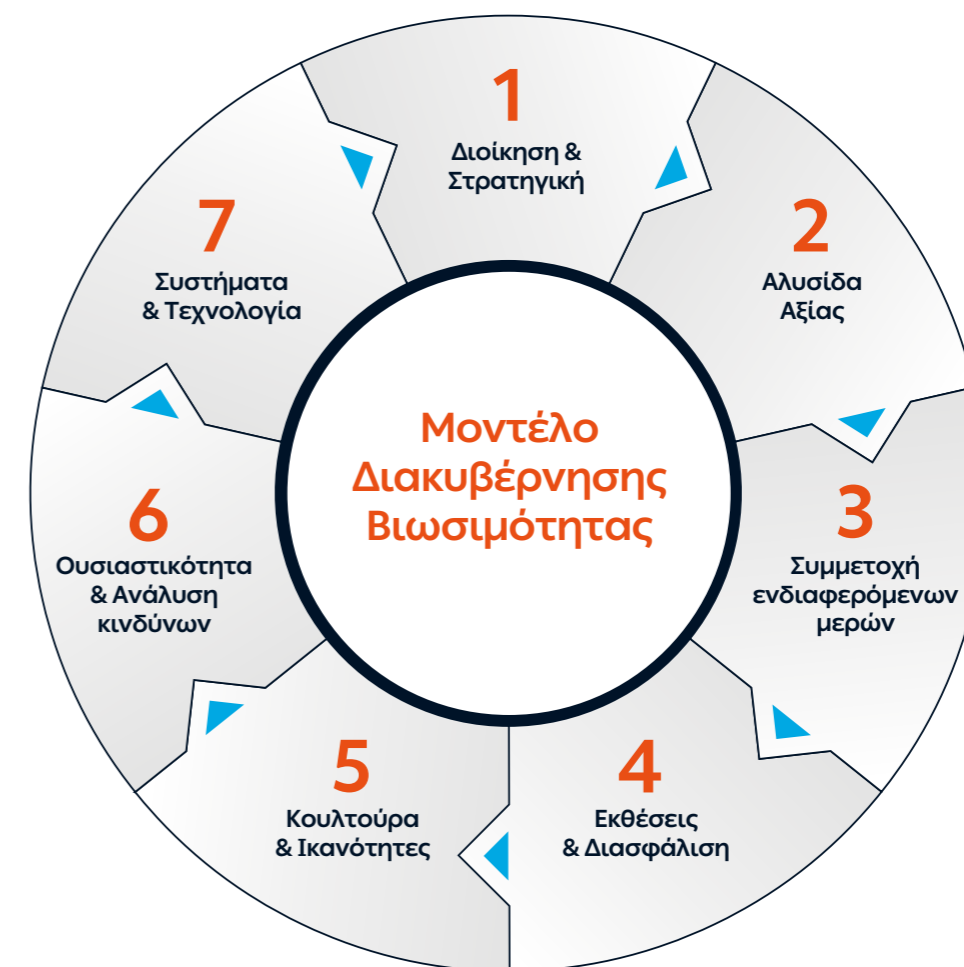 1
Διοίκηση &
Στρατηγική
2
Αλυσίδα
Αξίας
3
Συμμετοχή
ενδιαφερόμενων
μερών
4
Εκθέσεις
& Διασφάλιση
5
Κουλτούρα
& Ικανότητες
6
Ουσιαστικότητα
& Ανάλυση
κινδύνων
7
Συστήματα
& Τεχνολογία
Μοντέλο
Διακυβέρνησης
Βιωσιμότητας